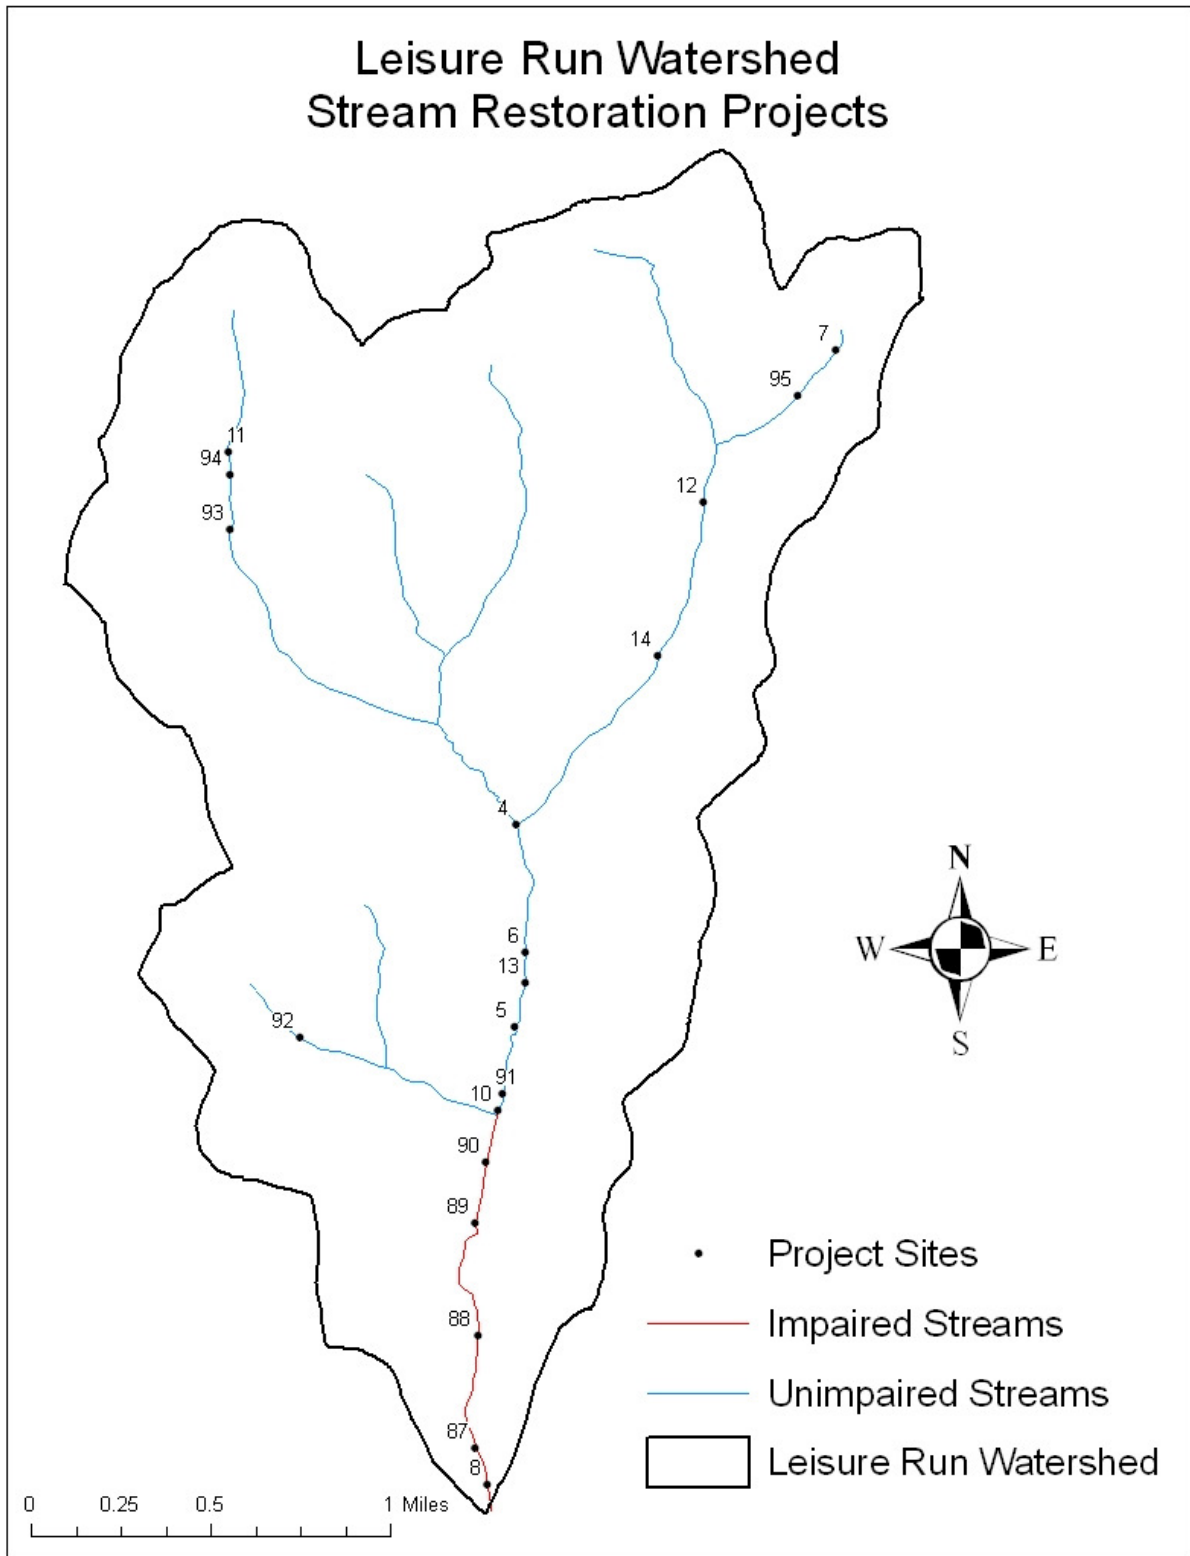 Leisure Run Watershed
Stream Restoration Projects
7
95
11
94
12
93
14
4
N
6
W
E
13
5
92
S
91
10
90
89
Project Sites
88
Impaired Streams
Unimpaired Streams
87
Leisure Run Watershed
8
0 0.25 0.5 1 Miles